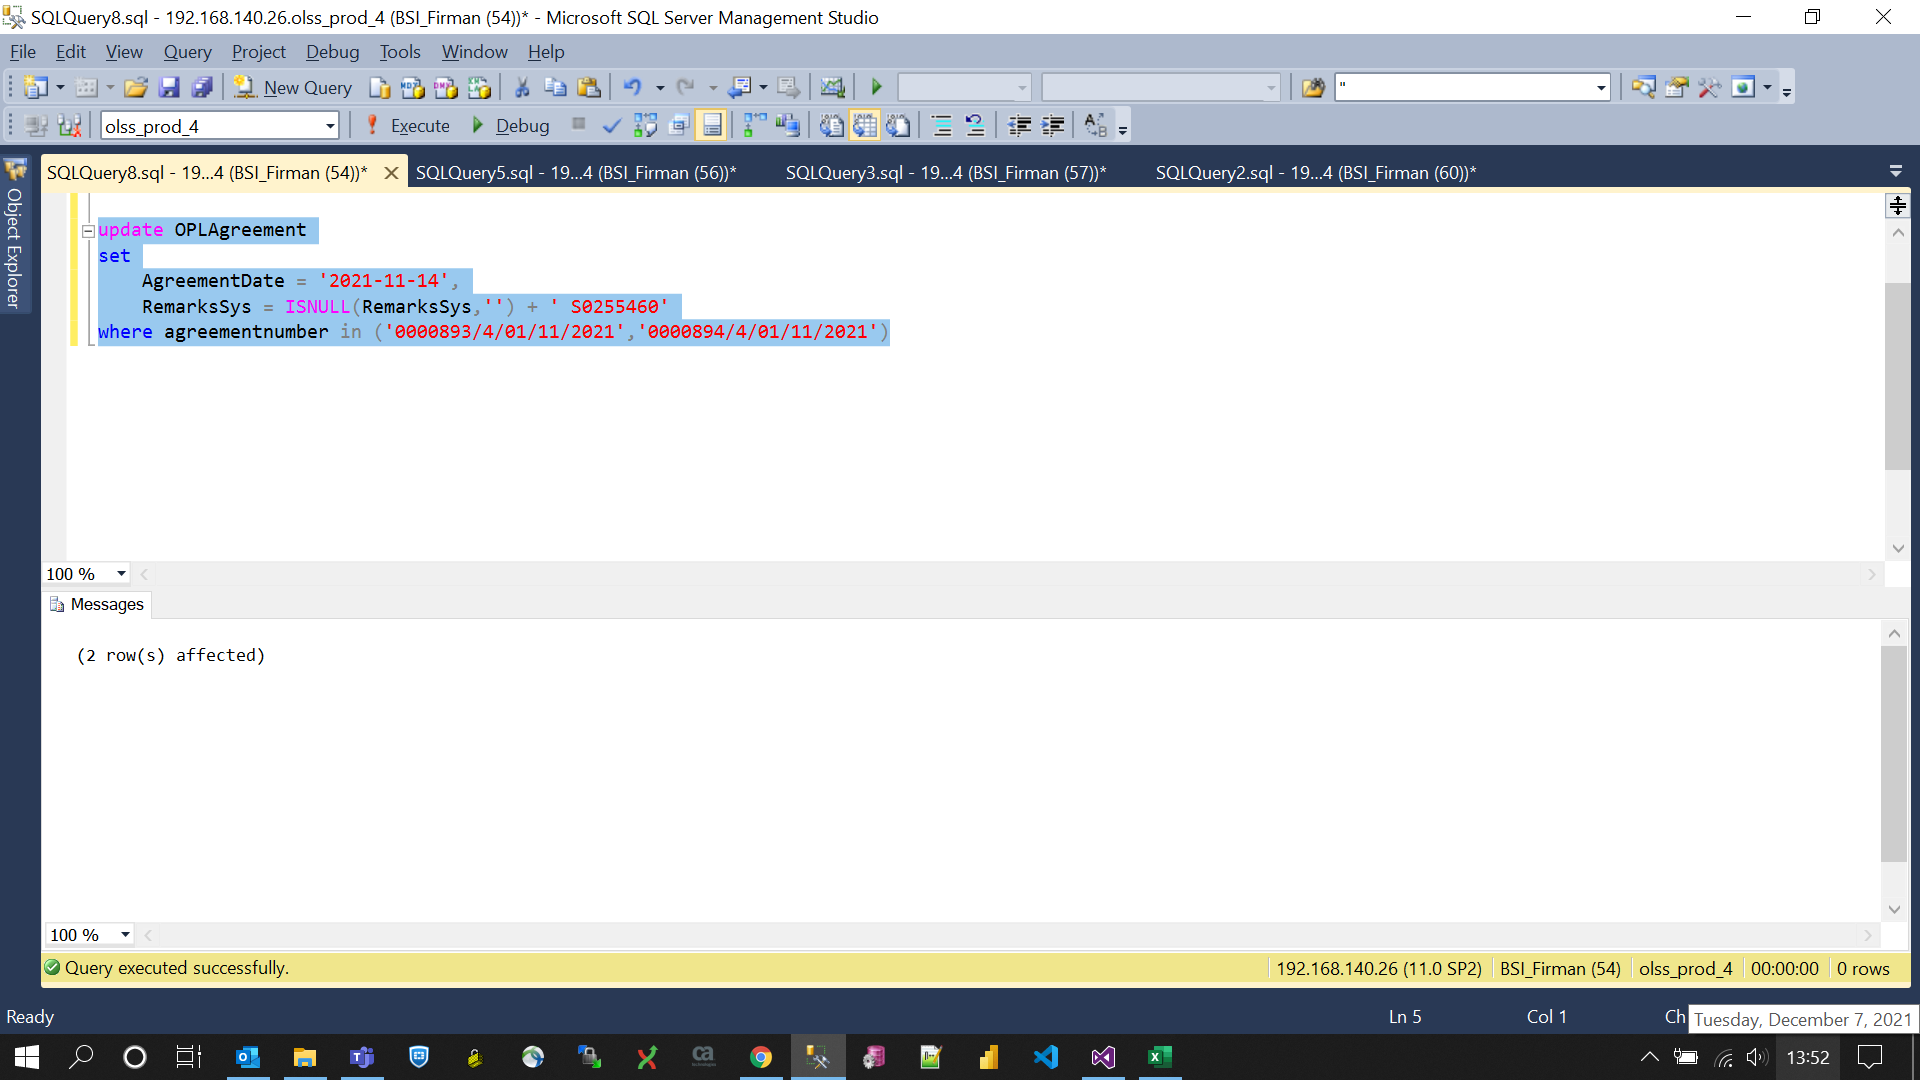 SQLQuery8.sql - 192.168.140.26.olss_prod_4 (BSI_Firman (54))* - Microsoft SQL Server Management Studio
File Edit View Query Project Debug Tools Window Help
New Query "
olss_prod_4 Execute Debug
SQLQuery8.sql - 19...4 (BSI_Firman (54))* SQLQuery5.sql - 19...4 (BSI_Firman (56))* SQLQuery3.sql - 19...4 (BSI_Firman (57))* SQLQuery2.sql - 19...4 (BSI_Firman (60))*
Object Explorer
update OPLAgreement
set
AgreementDate = '2021-11-14',
RemarksSys = ISNULL(RemarksSys,'') + ' S0255460'
where agreementnumber in ('0000893/4/01/11/2021','0000894/4/01/11/2021')
100 %
Messages
(2 row(s) affected)
100 %
Query executed successfully. 192.168.140.26 (11.0 SP2) BSI_Firman (54) olss_prod_4 00:00:00 0 rows
Ready Ln 5 Col 1 Ch
Tuesday, December 7, 2021
13:52